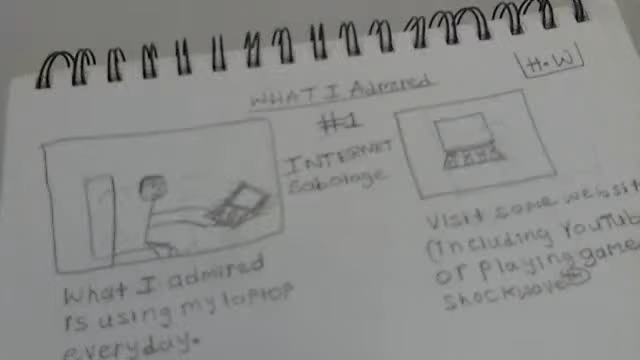 WHAT I Admired
H.W
#1
INTERNET
Sabotage
What I admired
is using my laptop
everyday.
Visit some websit
(Including YouTub
or playing game
Shockwave